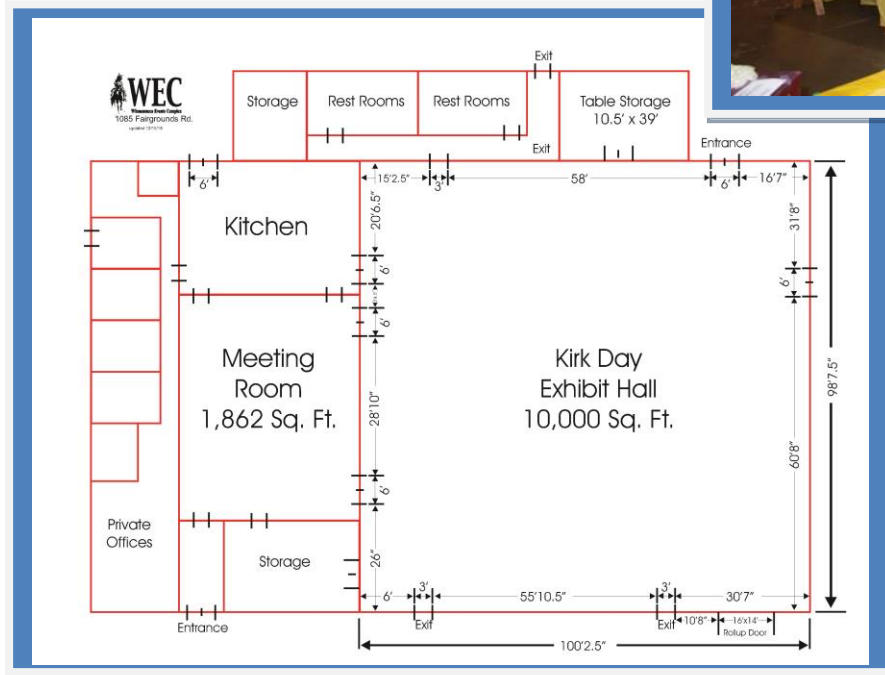 WEC
Winnemucca Events Complex
1085 Fairgrounds Rd.
Exit
Storage
Rest Rooms
Rest Rooms
Table Storage
10.5' x 39'
Exit
Entrance
6'
15'2.5"
3'
58'
6'
16'7"
Kitchen
20'6.5"
6'
6'
31'8"
6'
Meeting
Room
1,862 Sq. Ft.
Kirk Day
Exhibit Hall
10,000 Sq. Ft.
28'10"
98'7.5"
60'8"
6'
Private
Offices
Storage
26"
6'
3'
55'10.5"
3'
30'7"
Entrance
Exit
Exit
10'8"
16'x14'
Rollup Door
100'2.5"